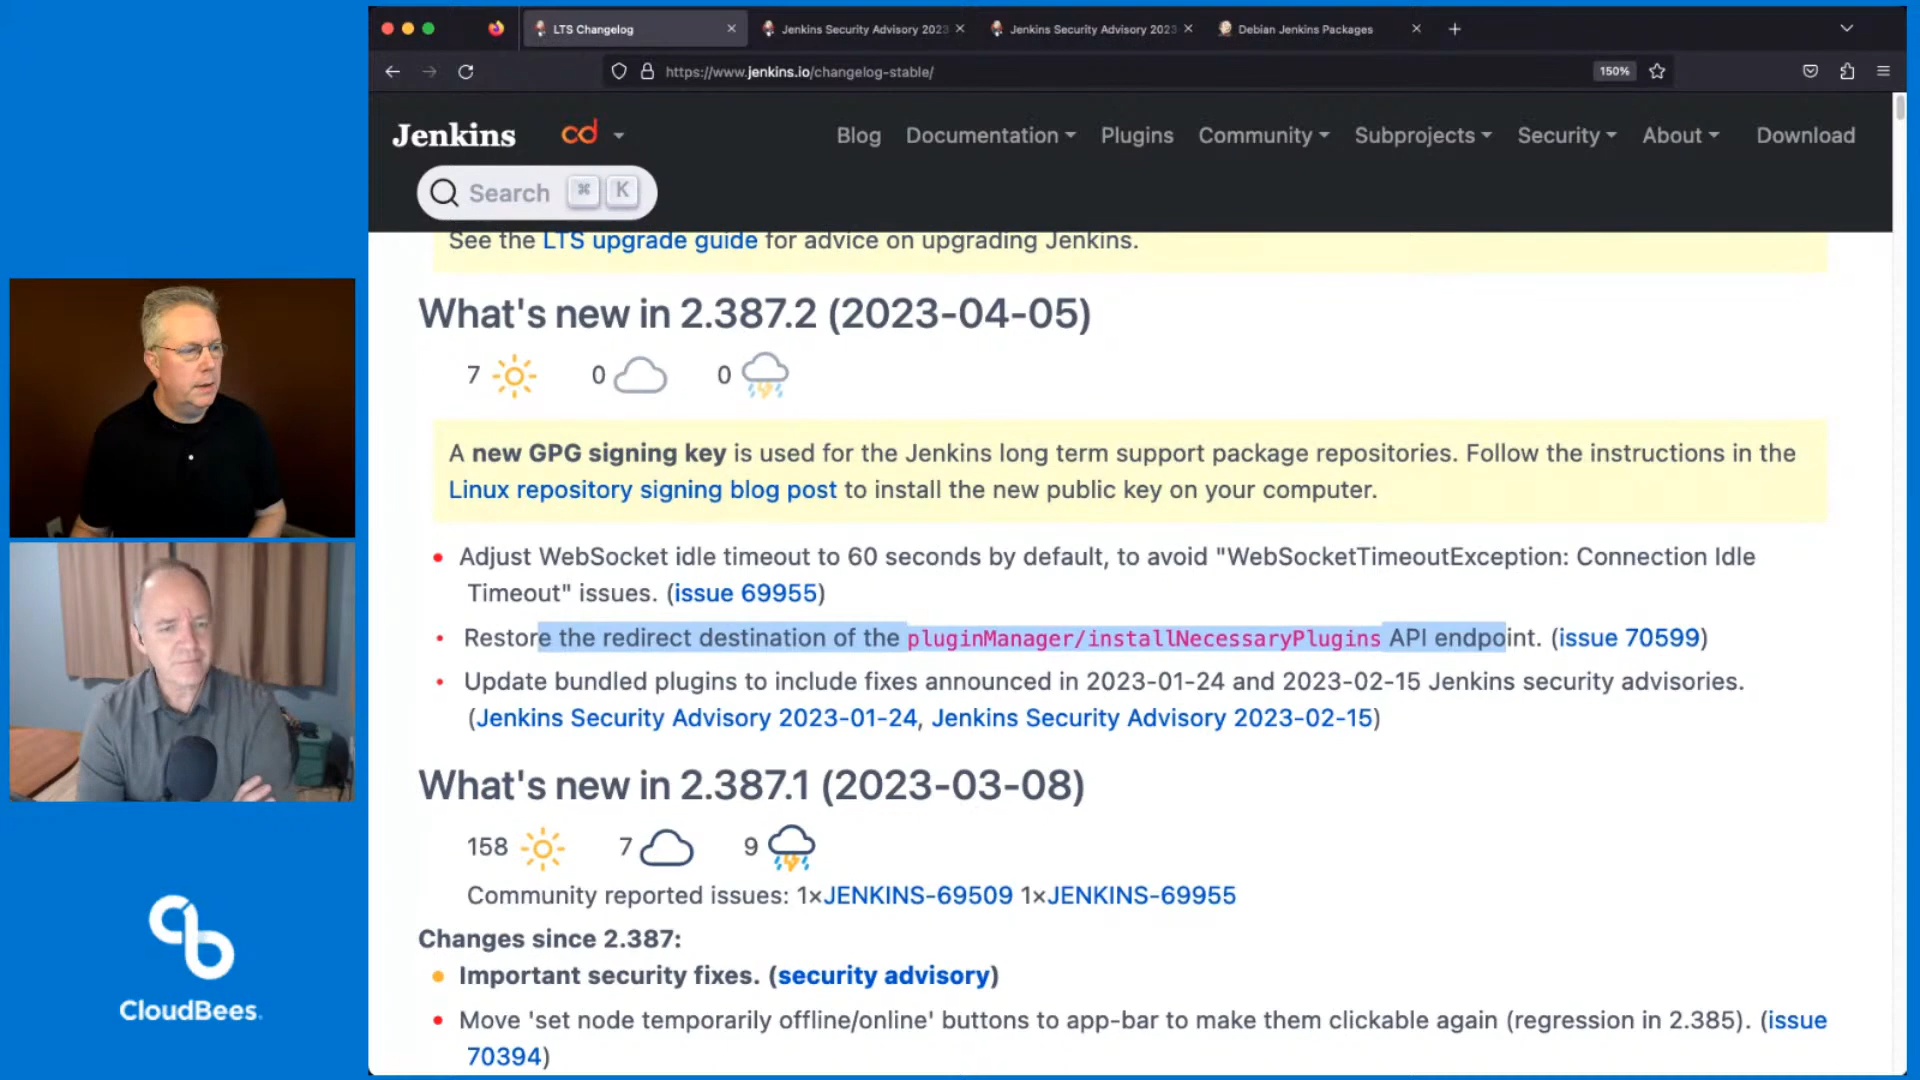 LTS Changelog
Jenkins Security Advisory 2023
Jenkins Security Advisory 2023
Debian Jenkins Packages
https://www.jenkins.io/changelog-stable/
150%
Jenkins
cd
Blog
Documentation
Plugins
Community
Subprojects
Security
About
Download
Search ⌘ K
See the LTS upgrade guide for advice on upgrading Jenkins.
What's new in 2.387.2 (2023-04-05)
7 0 0
A new GPG signing key is used for the Jenkins long term support package repositories. Follow the instructions in the
Linux repository signing blog post to install the new public key on your computer.
Adjust WebSocket idle timeout to 60 seconds by default, to avoid "WebSocketTimeoutException: Connection Idle
Timeout" issues. (issue 69955)
Restore the redirect destination of the pluginManager/installNecessaryPlugins API endpoint. (issue 70599)
Update bundled plugins to include fixes announced in 2023-01-24 and 2023-02-15 Jenkins security advisories.
(Jenkins Security Advisory 2023-01-24, Jenkins Security Advisory 2023-02-15)
What's new in 2.387.1 (2023-03-08)
158 7 9
Community reported issues: 1×JENKINS-69509 1×JENKINS-69955
Changes since 2.387:
Important security fixes. (security advisory)
Move 'set node temporarily offline/online' buttons to app-bar to make them clickable again (regression in 2.385). (issue
70394)
CloudBees.